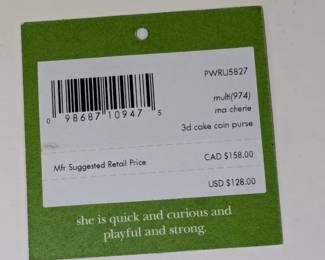 PWRU5827
multi(974)
ma cherie
3d cake coin purse
0 98687 10947 5
Mfr Suggested Retail Price
CAD $158.00
USD $128.00
she is quick and curious and
playful and strong.